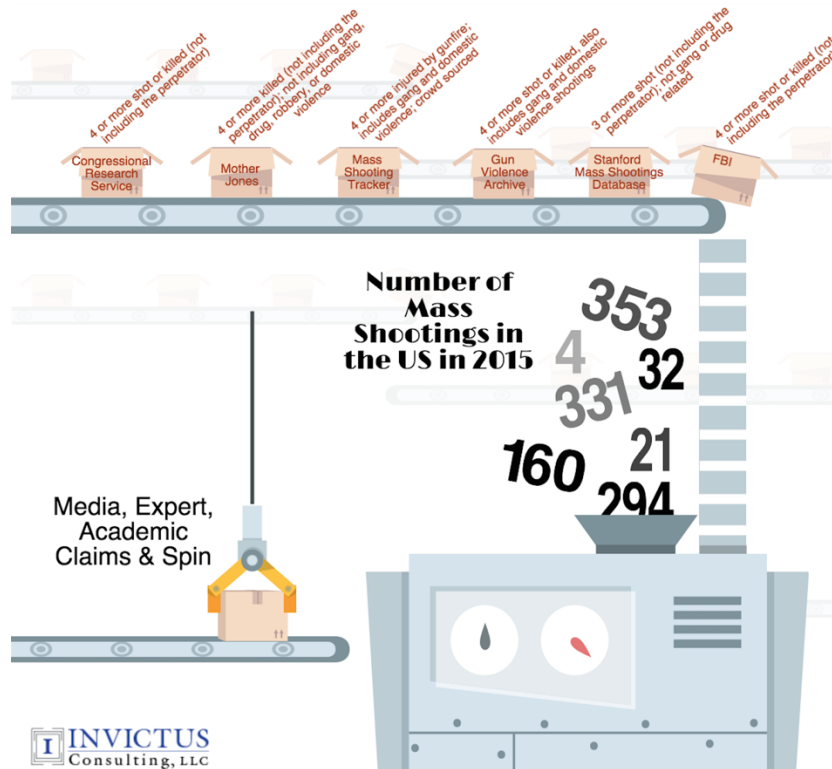 4 or more shot or killed (not
including the perpetrator)
4 or more killed (not including the
perpetrator); not including gang,
drug, robbery, or domestic
violence
4 or more injured by gunfire;
includes gang and domestic
violence; crowd sourced
4 or more shot or killed, also
includes gang and domestic
violence shootings
3 or more shot (not including the
perpetrator); not gang or drug
related
4 or more shot or killed (not
including the perpetrator)
Congressional
Research
Service
Mother
Jones
Mass
Shooting
Tracker
Gun
Violence
Archive
Stanford
Mass Shootings
Database
FBI
Number of
Mass
Shootings in
the US in 2015
353
4
32
331
21
160
294
Media, Expert,
Academic
Claims & Spin
I
INVICTUS
Consulting, LLC